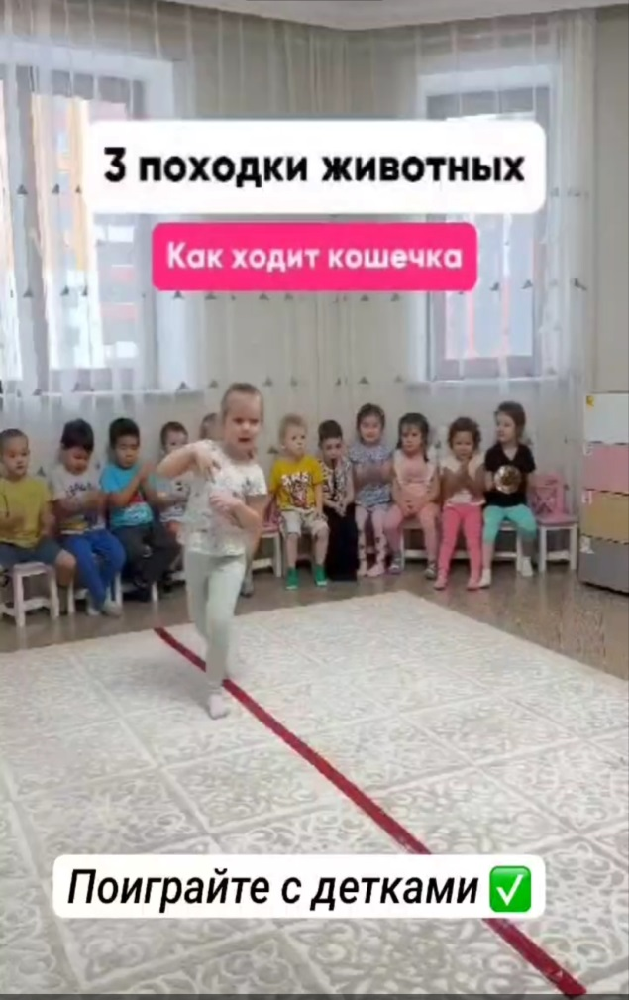 3 походки животных
Как ходит кошечка
Поиграйте с детками ✅